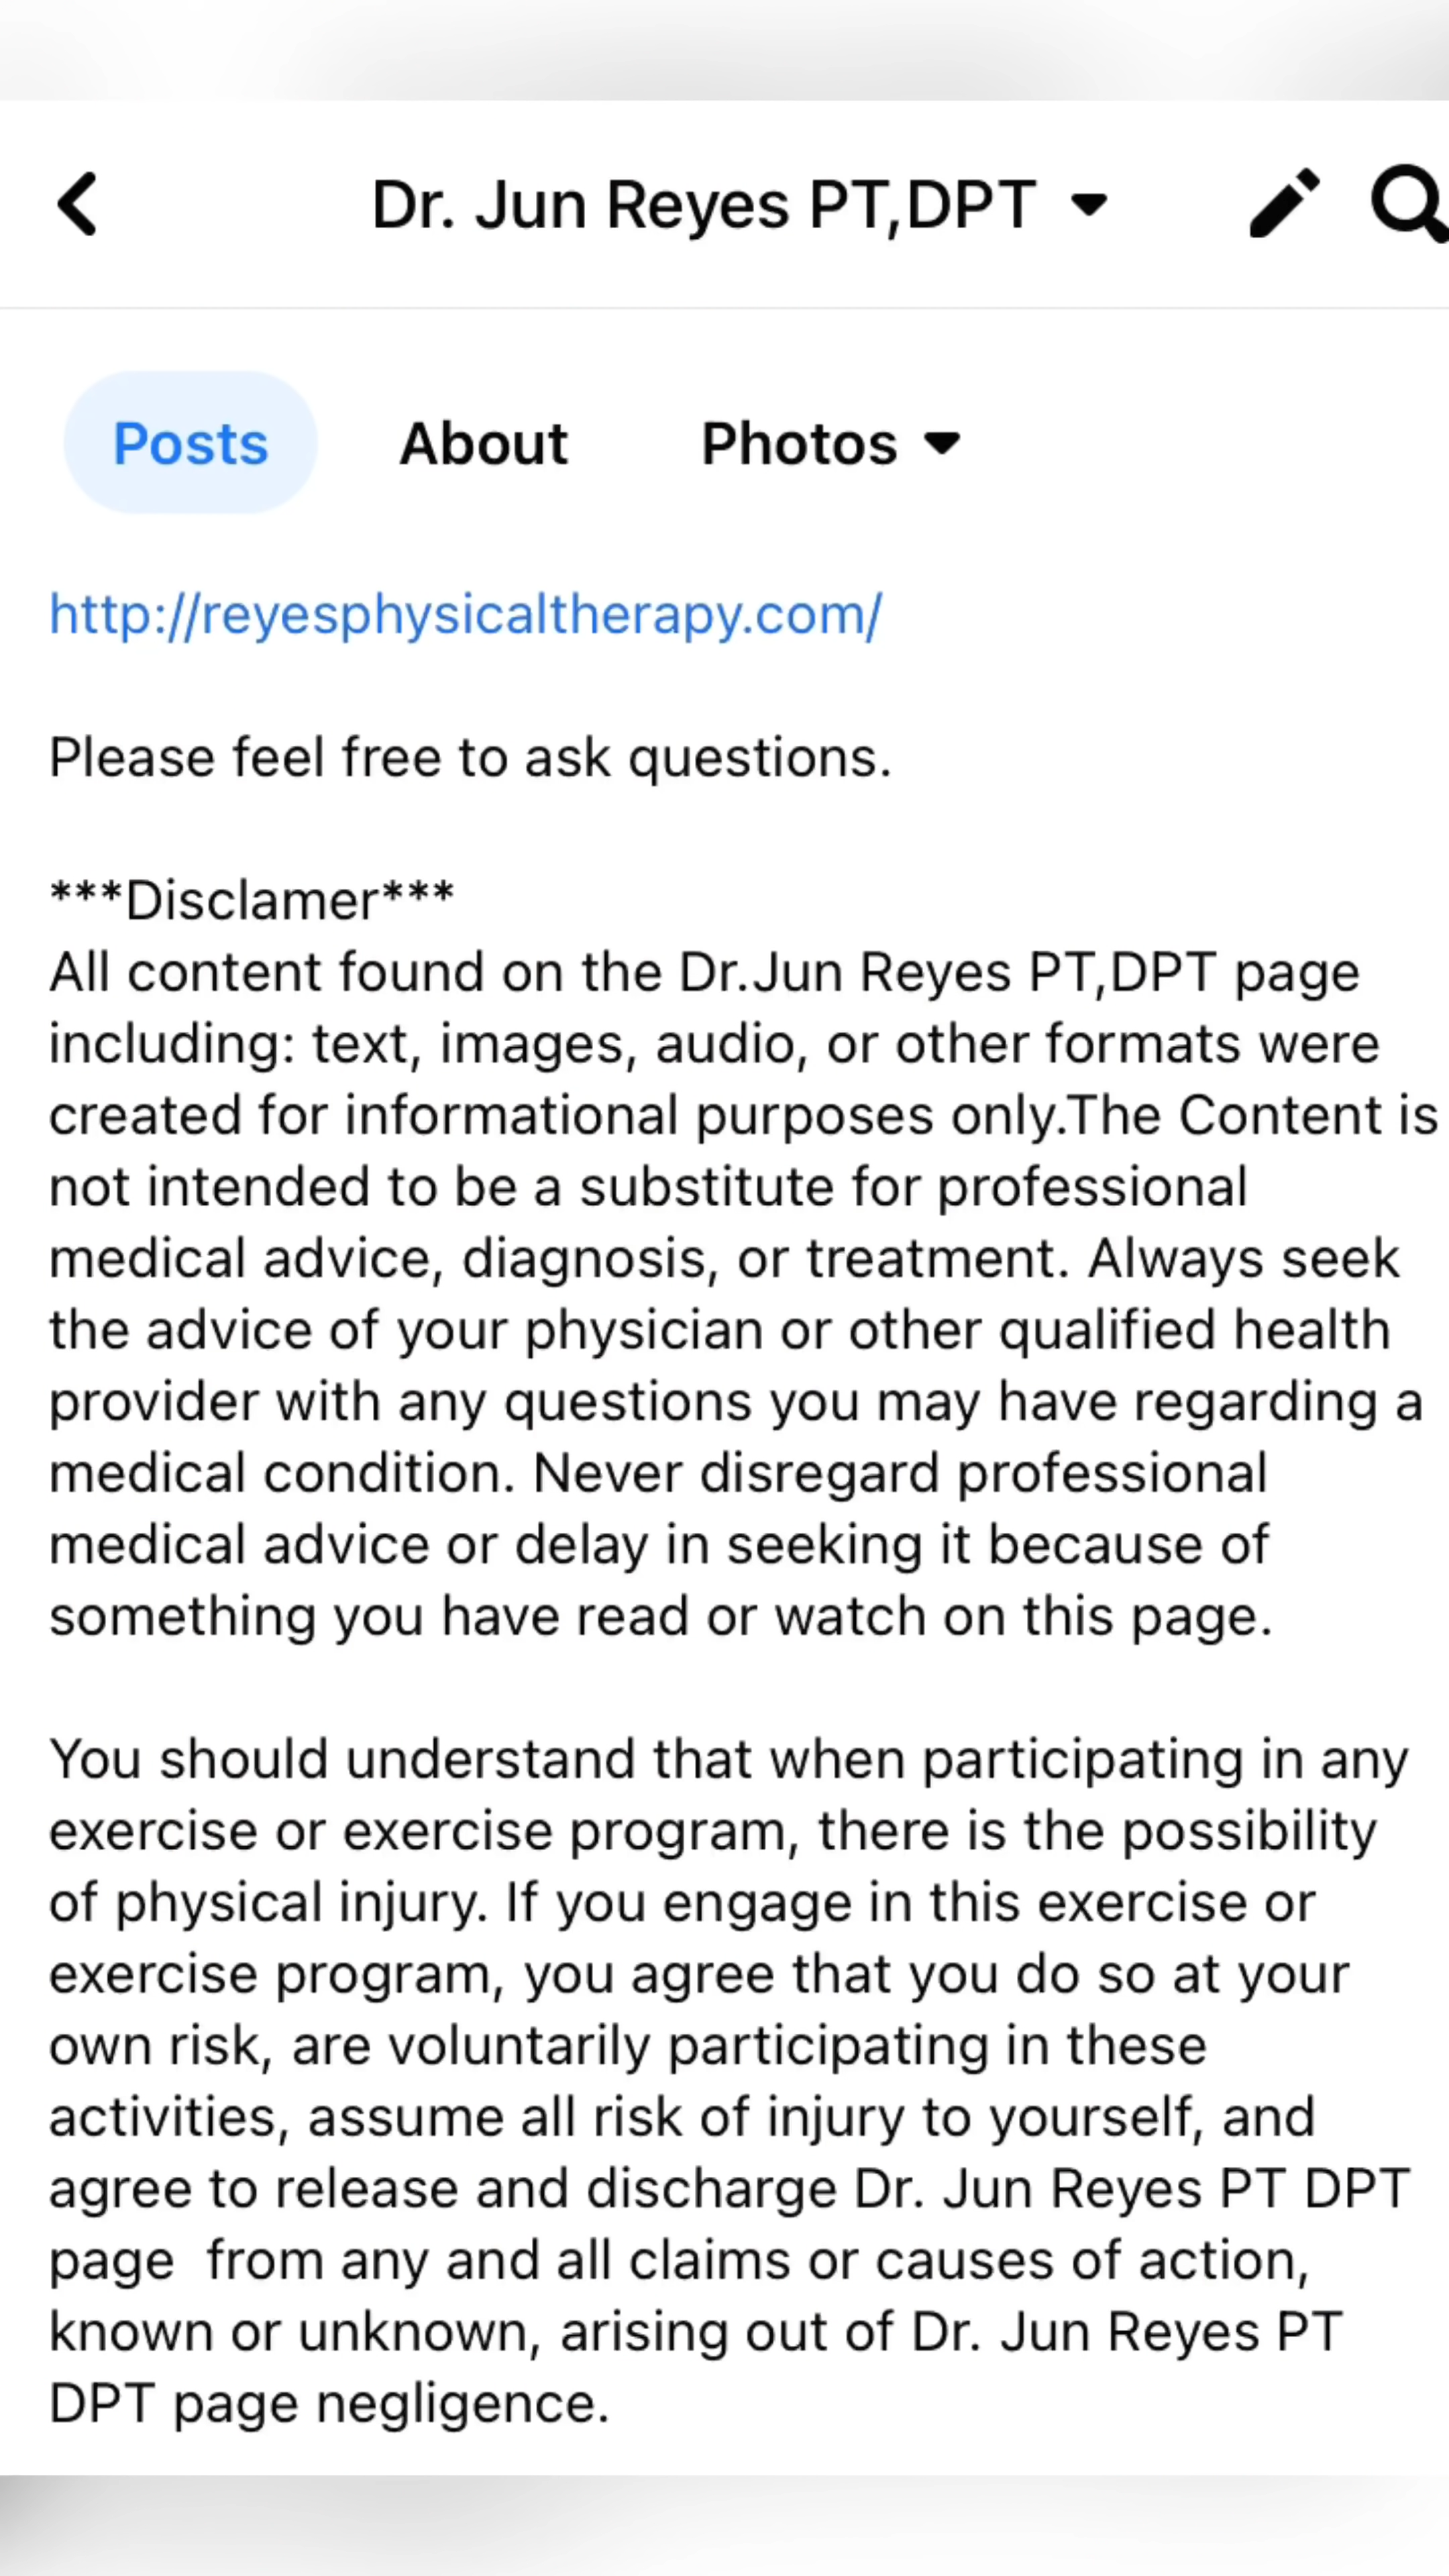 Dr. Jun Reyes PT,DPT
Posts About Photos
http://reyesphysicaltherapy.com/
Please feel free to ask questions.
***Disclamer***
All content found on the Dr.Jun Reyes PT,DPT page
including: text, images, audio, or other formats were
created for informational purposes only.The Content is
not intended to be a substitute for professional
medical advice, diagnosis, or treatment. Always seek
the advice of your physician or other qualified health
provider with any questions you may have regarding a
medical condition. Never disregard professional
medical advice or delay in seeking it because of
something you have read or watch on this page.
You should understand that when participating in any
exercise or exercise program, there is the possibility
of physical injury. If you engage in this exercise or
exercise program, you agree that you do so at your
own risk, are voluntarily participating in these
activities, assume all risk of injury to yourself, and
agree to release and discharge Dr. Jun Reyes PT DPT
page  from any and all claims or causes of action,
known or unknown, arising out of Dr. Jun Reyes PT
DPT page negligence.